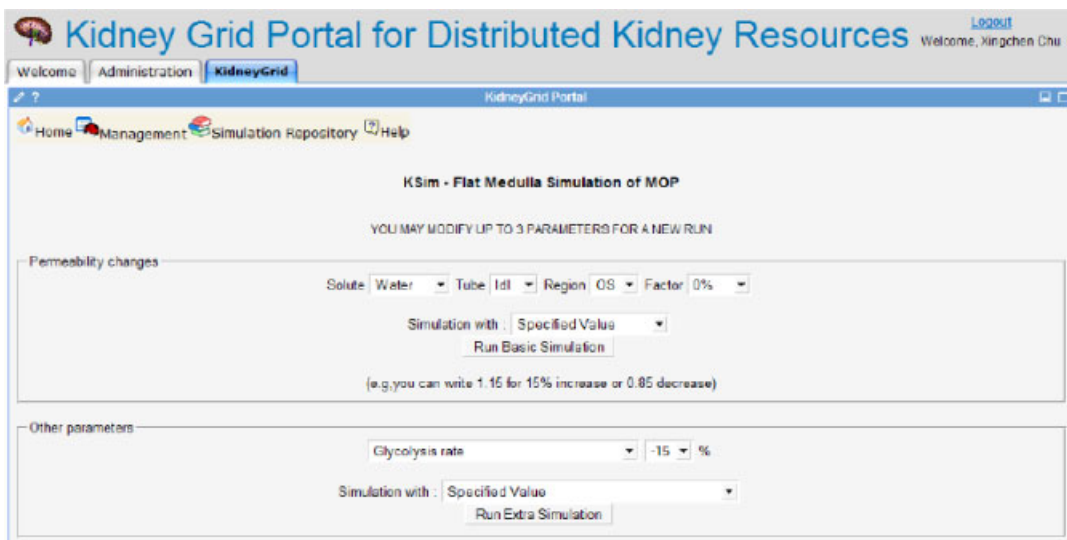 Kidney Grid Portal for Distributed Kidney Resources
Logout
Welcome, Xingchen Chu
Welcome Administration KidneyGrid
? KidneyGrid Portal
Home Management Simulation Repository ? Help
KSim - Flat Medulla Simulation of MOP
YOU MAY MODIFY UP TO 3 PARAMETERS FOR A NEW RUN
Permeability changes
Solute Water Tube ldl Region OS Factor 0%
Simulation with : Specified Value
Run Basic Simulation
(e.g,you can write 1.15 for 15% increase or 0.85 decrease)
Other parameters
Glycolysis rate -15 %
Simulation with : Specified Value
Run Extra Simulation